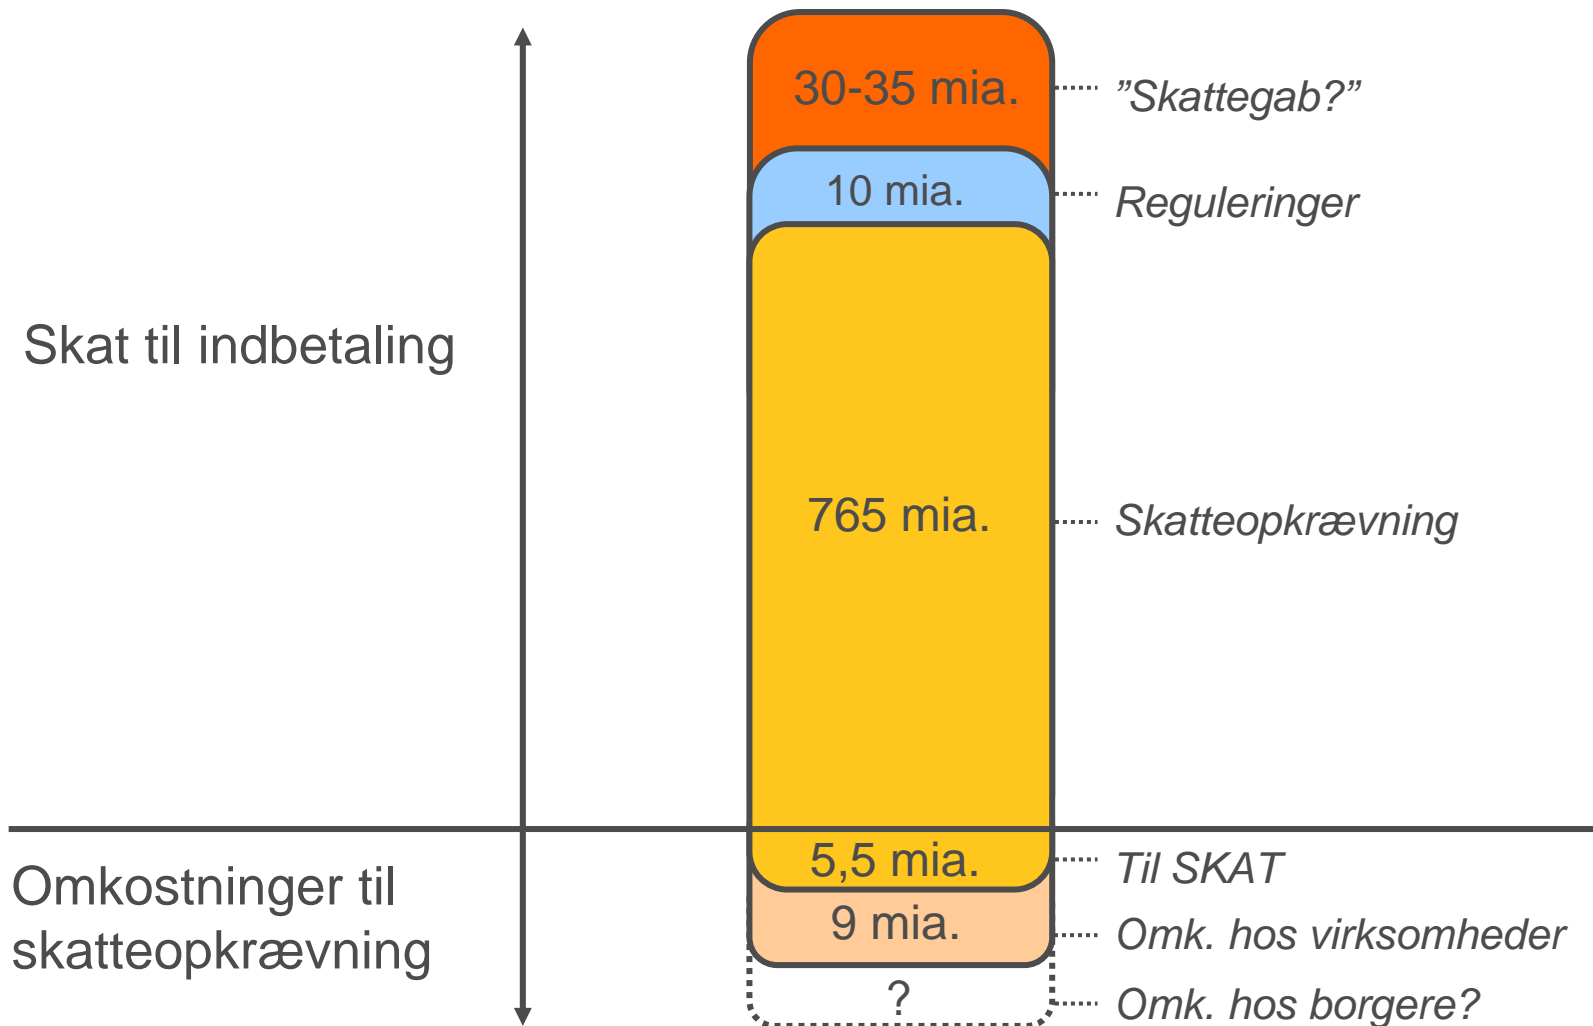 30-35 mia.
”Skattegab?”
10 mia.
Reguleringer
Skat til indbetaling
765 mia.
Skatteopkrævning
5,5 mia.
Til SKAT
Omkostninger til
skatteopkrævning
9 mia.
Omk. hos virksomheder
?
Omk. hos borgere?